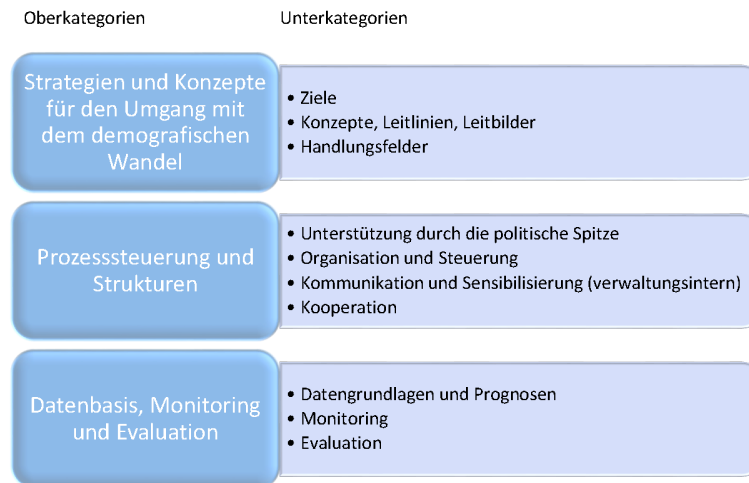 Oberkategorien
Unterkategorien
Strategien und Konzepte
für den Umgang mit
dem demografischen
Wandel
• Ziele
• Konzepte, Leitlinien, Leitbilder
• Handlungsfelder
Prozesssteuerung und
Strukturen
• Unterstützung durch die politische Spitze
• Organisation und Steuerung
• Kommunikation und Sensibilisierung (verwaltungsintern)
• Kooperation
Datenbasis, Monitoring
und Evaluation
• Datengrundlagen und Prognosen
• Monitoring
• Evaluation